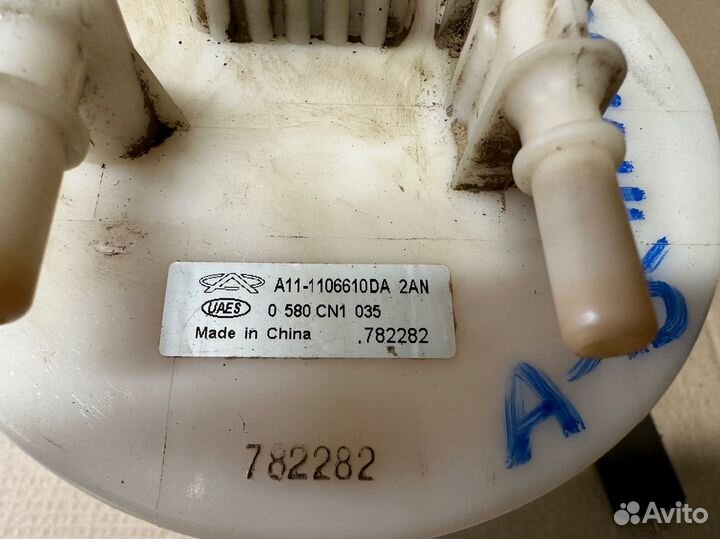 A11-1106610DA 2AN
UAES 0 580 CN1 035
Made in China .782282
782282
A
Avito